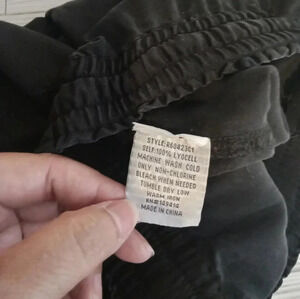 SELF:100% LYOCELL
MACHINE WASH COLD
ONLY NON-CHLORINE
BLEACH WHEN NEEDED
TUMBLE DRY LOW
WARM IRON
MADE IN CHINA